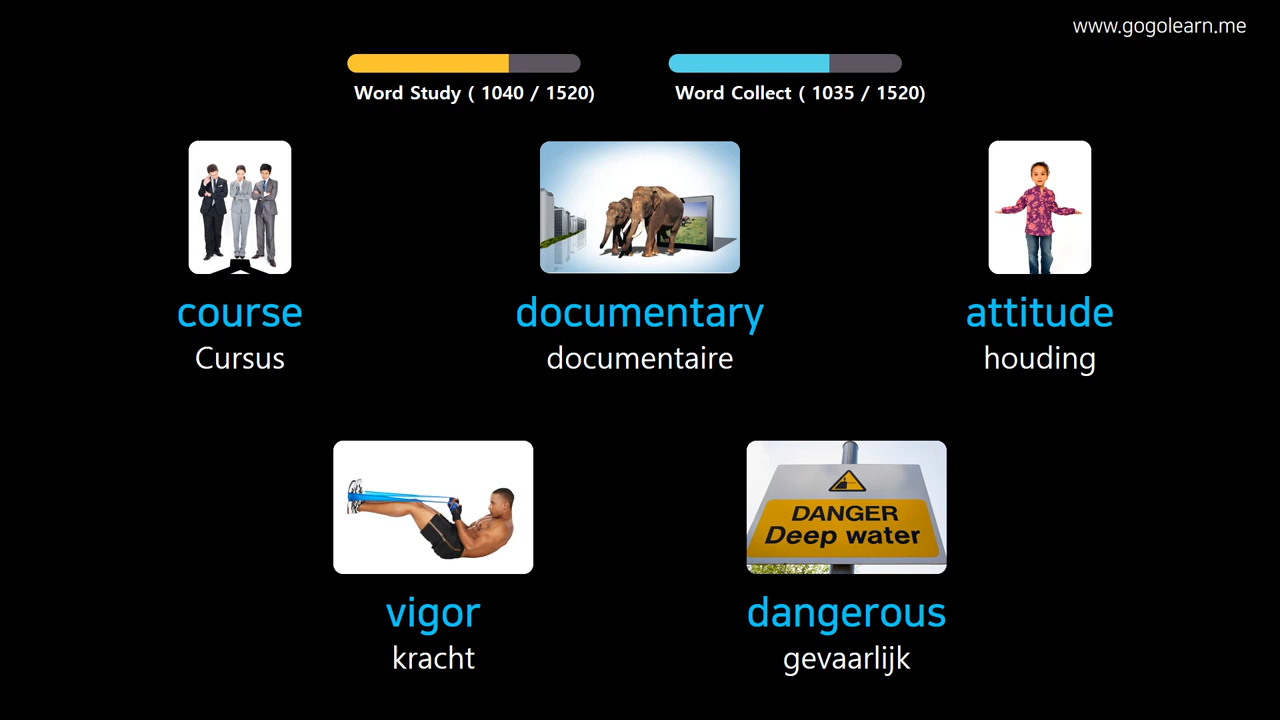 www.gogolearn.me
Word Study ( 1040 / 1520)
Word Collect ( 1035 / 1520)
course
documentary
attitude
Cursus
documentaire
houding
DANGER
Deep water
vigor
dangerous
kracht
gevaarlijk